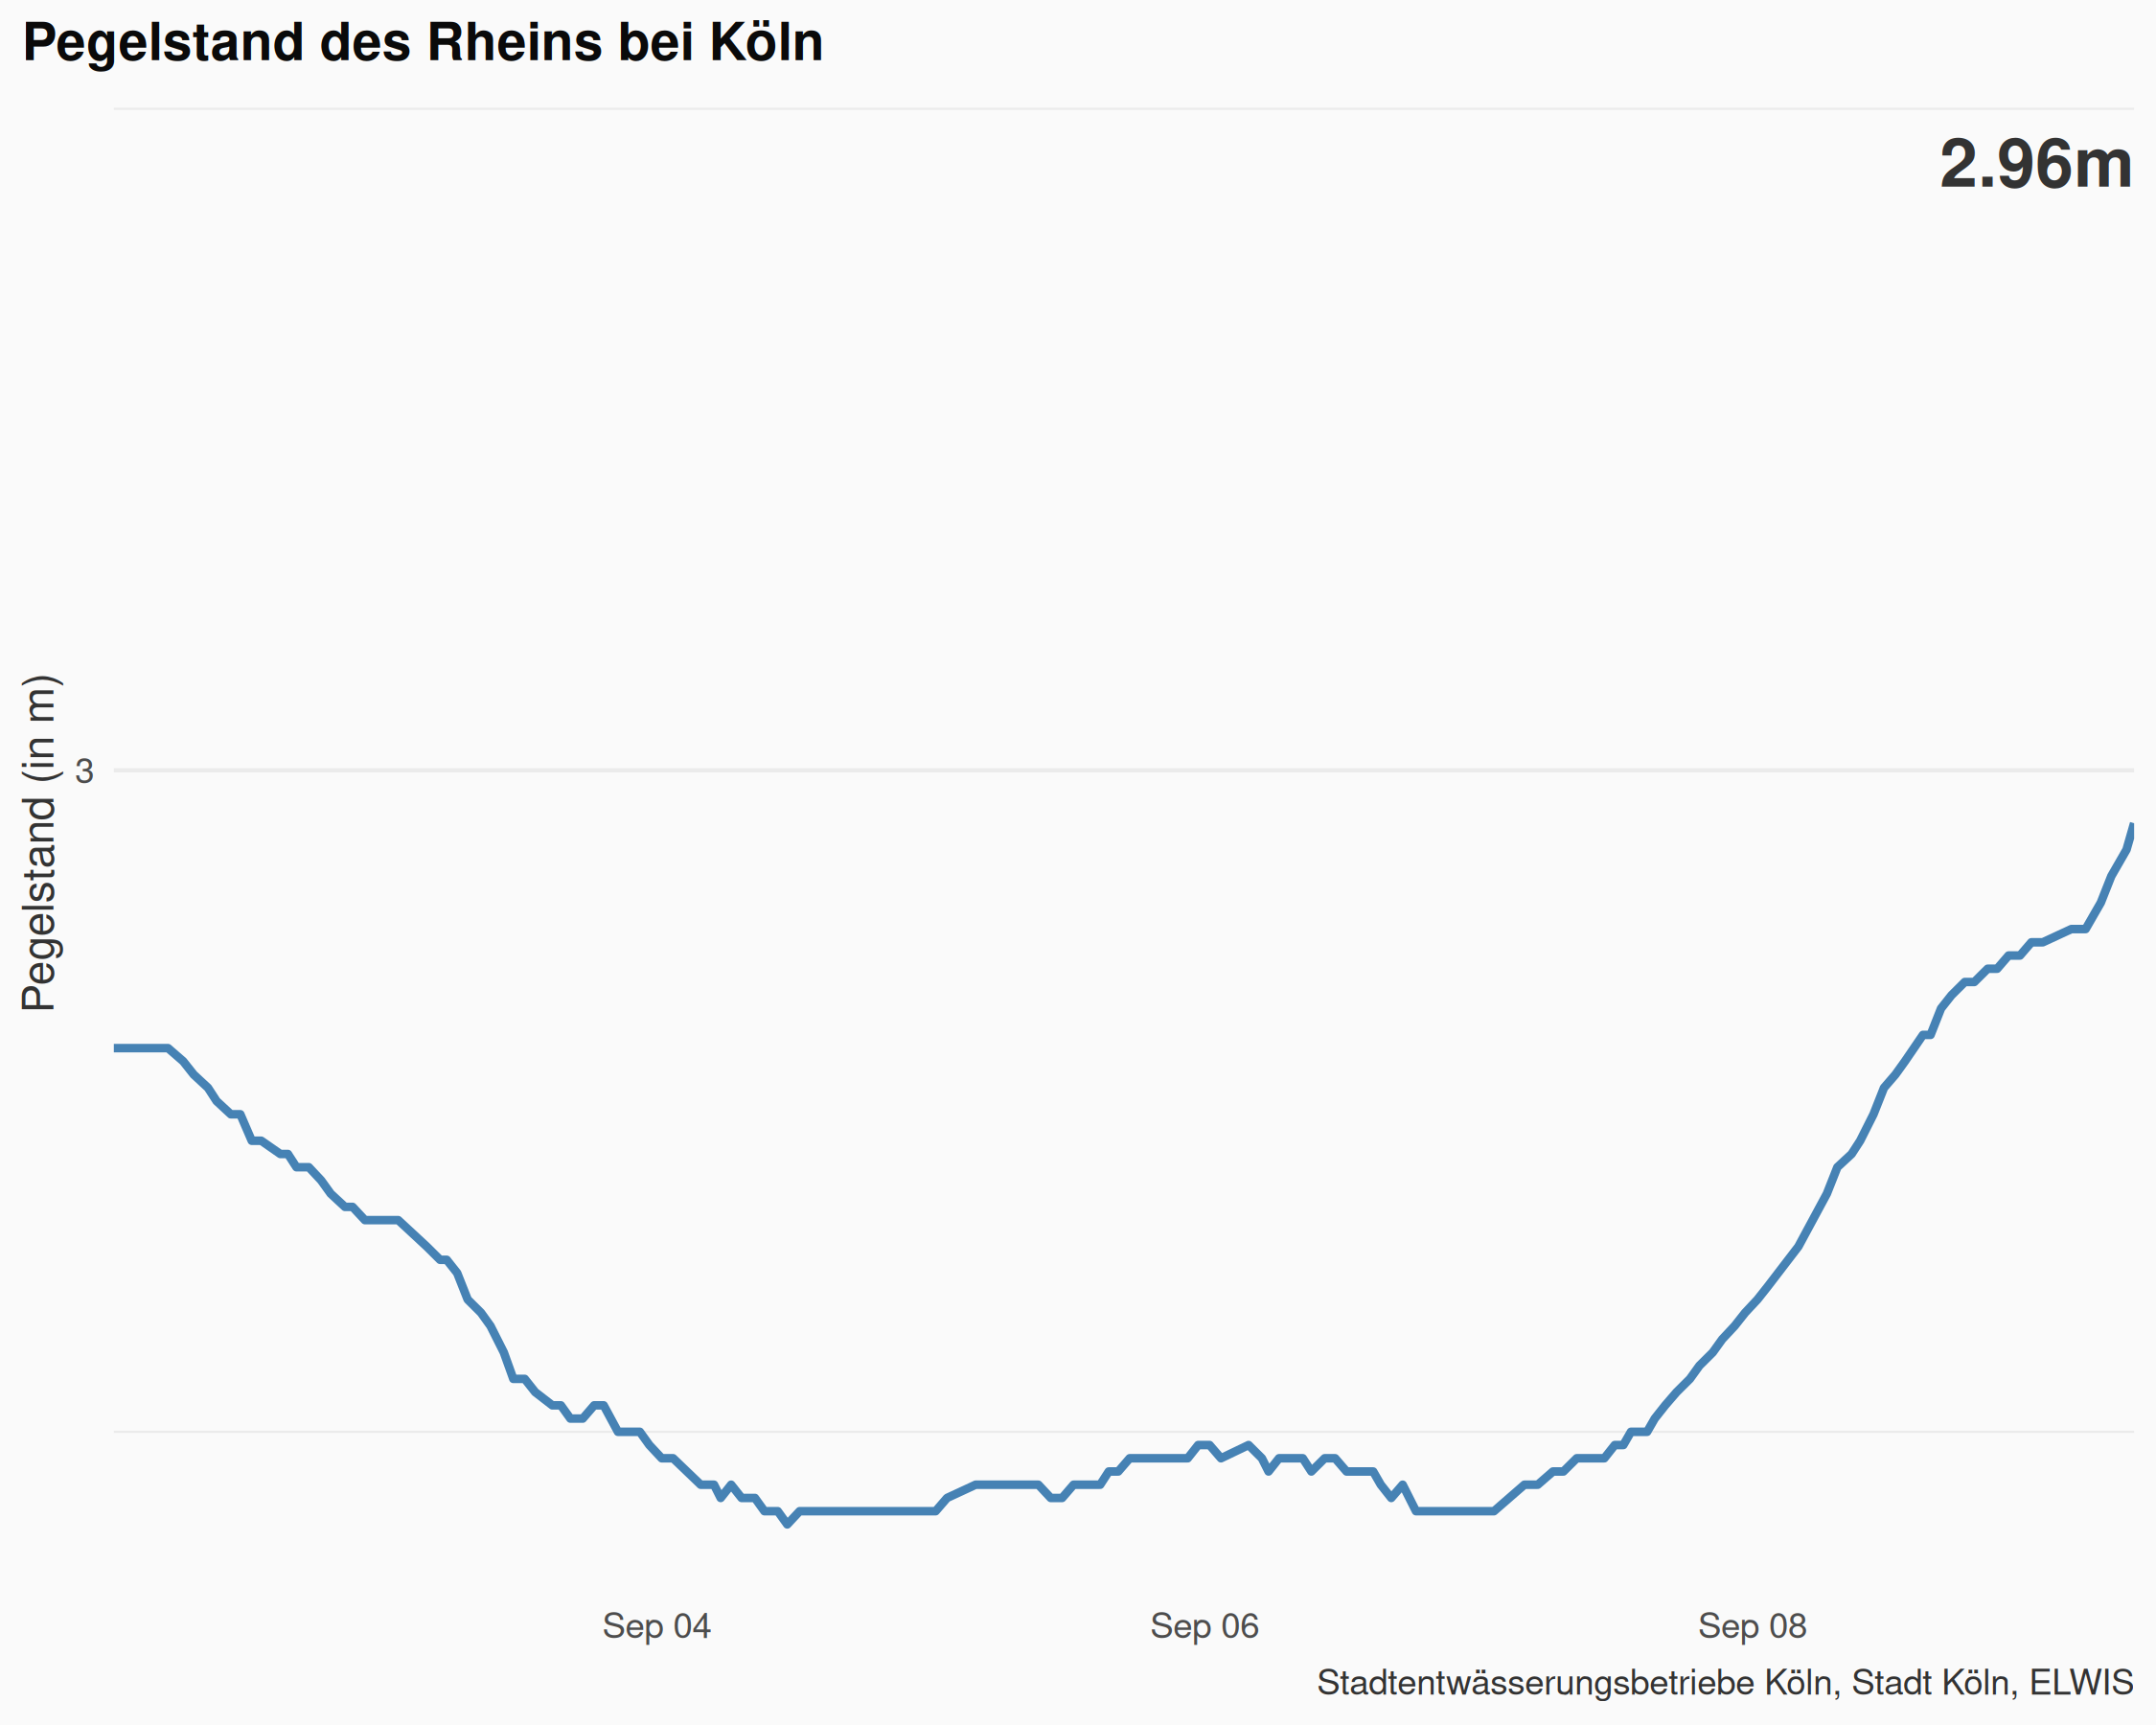 Pegelstand des Rheins bei Köln
2.96m
Pegelstand (in m)
3
Sep 04
Sep 06
Sep 08
Stadtentwässerungsbetriebe Köln, Stadt Köln, ELWIS